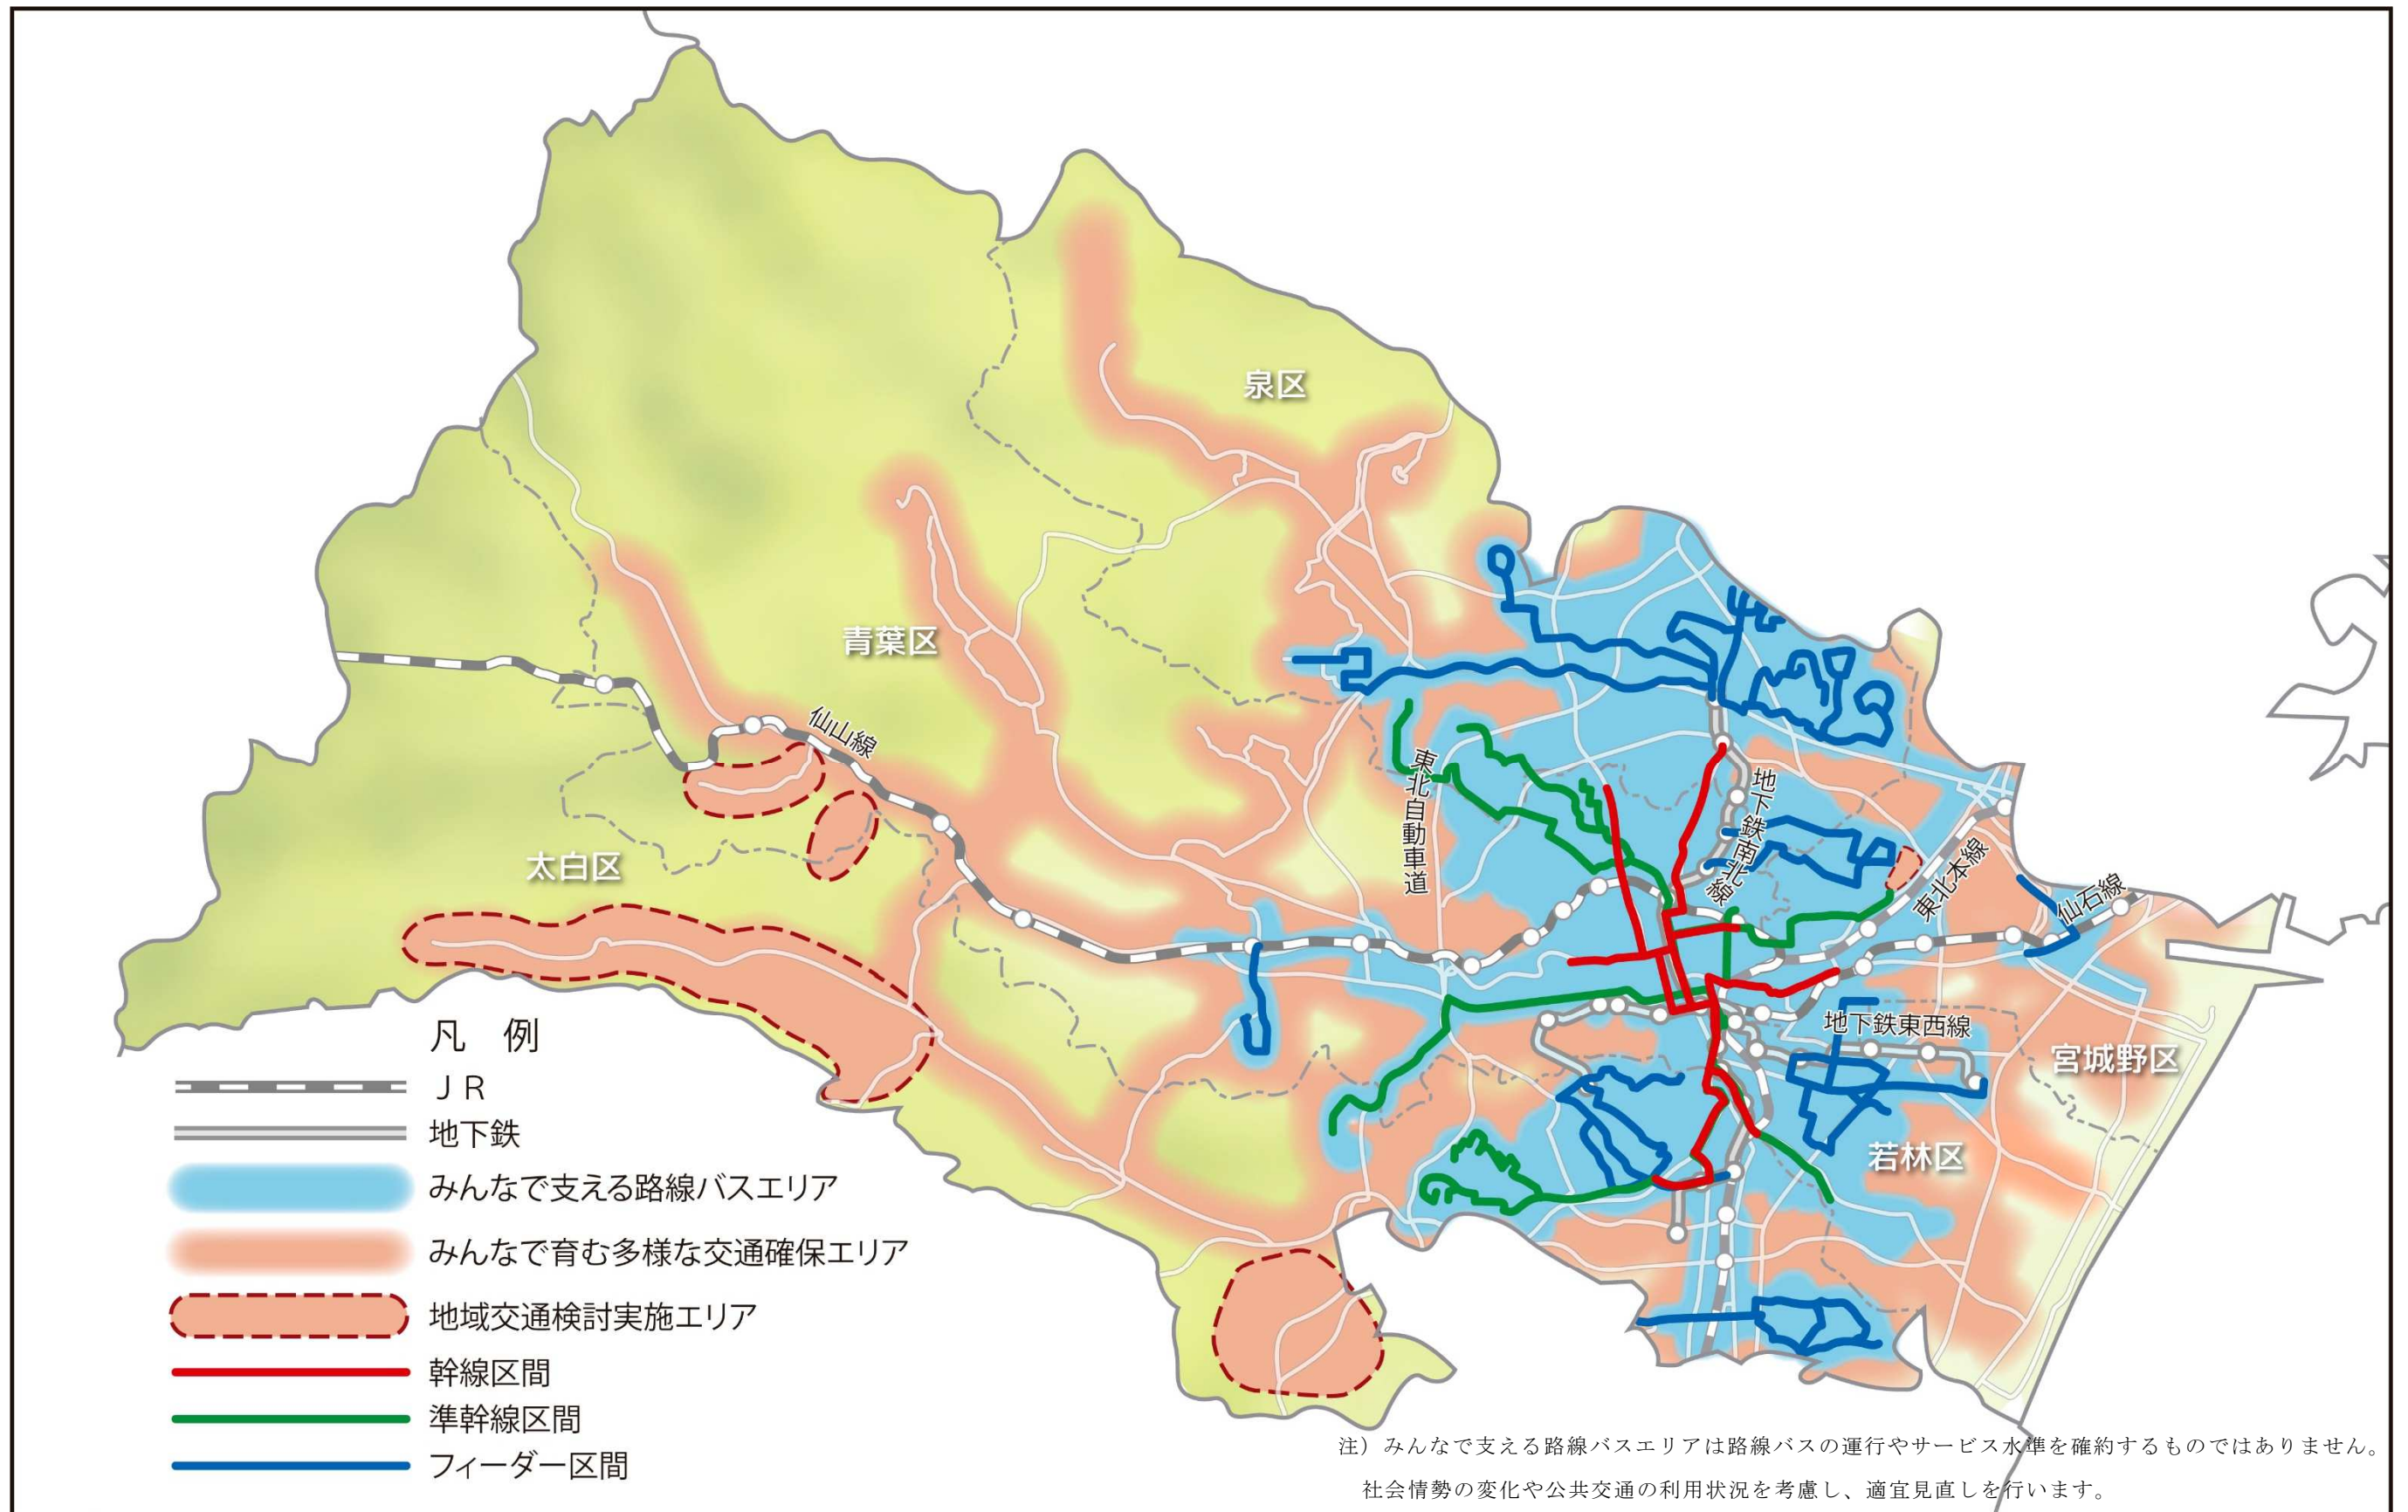 泉区
青葉区
仙山線
東北自動車道
地下鉄南北線
太白区
東北本線
仙石線
地下鉄東西線
宮城野区
若林区
凡 例
ＪＲ
地下鉄
みんなで支える路線バスエリア
みんなで育む多様な交通確保エリア
地域交通検討実施エリア
幹線区間
準幹線区間
フィーダー区間
注）みんなで支える路線バスエリアは路線バスの運行やサービス水準を確約するものではありません。
社会情勢の変化や公共交通の利用状況を考慮し、適宜見直しを行います。